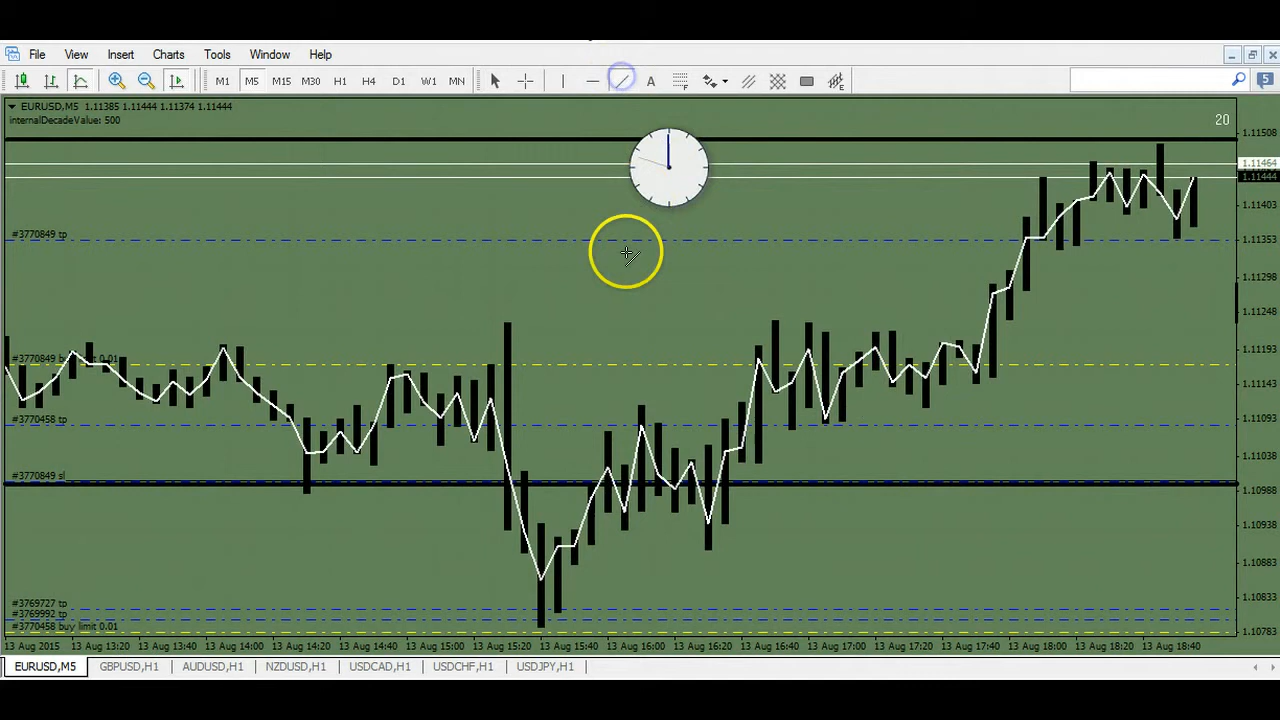 File View Insert Charts Tools Window Help
M1 M5 M15 M30 H1 H4 D1 W1 MN A F E 5
EURUSD,M5 1.11385 1.11444 1.11374 1.11444
internalDecadeValue: 500
20
1.11508
1.11464
1.11444
1.11403
#3770849 tp
1.11353
1.11298
1.11248
1.11193
#3770849 buy limit 0.01
1.11143
#3770458 tp
1.11093
1.11038
#3770849 sl
1.10988
1.10938
1.10883
#3769727 tp
1.10833
#3769992 tp
#3770458 buy limit 0.01
1.10783
13 Aug 2015 13 Aug 13:20 13 Aug 13:40 13 Aug 14:00 13 Aug 14:20 13 Aug 14:40 13 Aug 15:00 13 Aug 15:20 13 Aug 15:40 13 Aug 16:00 13 Aug 16:20 13 Aug 16:40 13 Aug 17:00 13 Aug 17:20 13 Aug 17:40 13 Aug 18:00 13 Aug 18:20 13 Aug 18:40
EURUSD,M5 GBPUSD,H1 AUDUSD,H1 NZDUSD,H1 USDCAD,H1 USDCHF,H1 USDJPY,H1